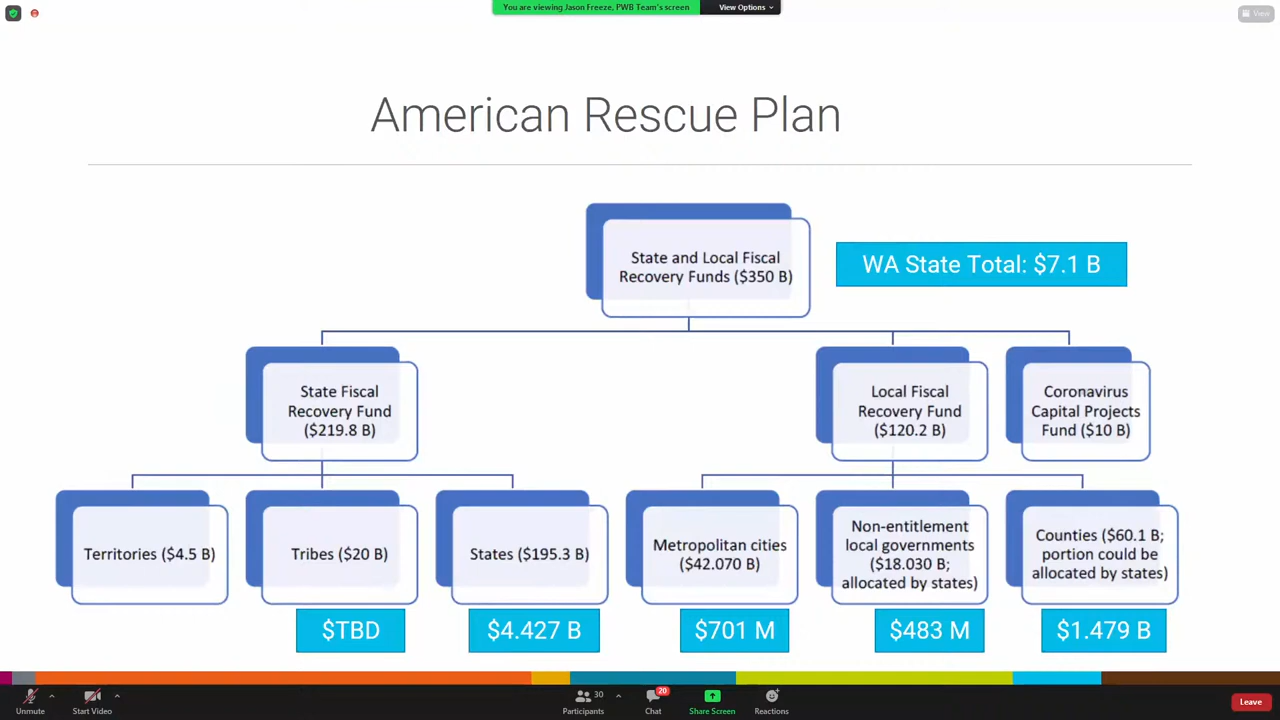 You are viewing Jason Freeze, PWB Team's screen
View Options
View
American Rescue Plan
State and Local Fiscal
Recovery Funds ($350 B)
WA State Total: $7.1 B
State Fiscal
Recovery Fund
($219.8 B)
Local Fiscal
Recovery Fund
($120.2 B)
Coronavirus
Capital Projects
Fund ($10 B)
Territories ($4.5 B)
Tribes ($20 B)
States ($195.3 B)
Metropolitan cities
($42.070 B)
Non-entitlement
local governments
($18.030 B;
allocated by states)
Counties ($60.1 B;
portion could be
allocated by states)
$TBD
$4.427 B
$701 M
$483 M
$1.479 B
Unmute
Start Video
30
Participants
20
Chat
Share Screen
Reactions
Leave